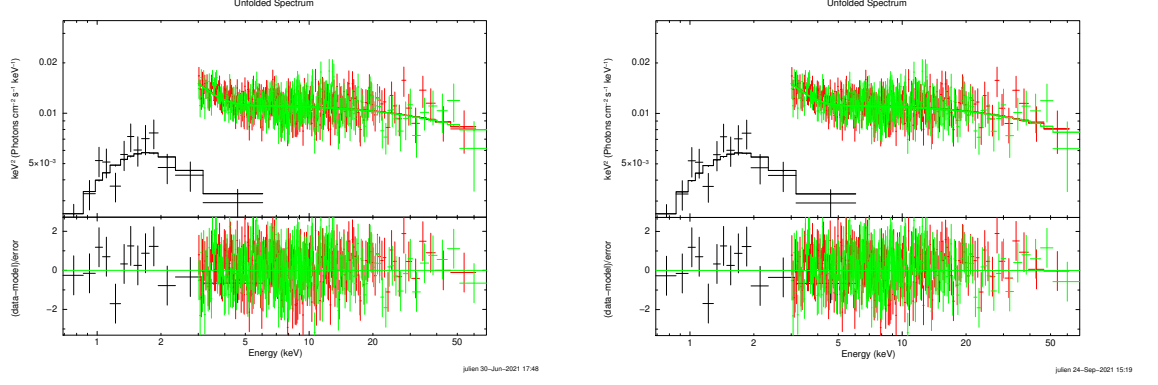 Unfolded Spectrum
keV² (Photons cm⁻² s⁻¹ keV⁻¹)
0.02
0.01
5×10⁻³
(data−model)/error
2
0
−2
1 2 5 10 20 50
Energy (keV)
julien 30−Jun−2021 17:48
Unfolded Spectrum
keV² (Photons cm⁻² s⁻¹ keV⁻¹)
0.02
0.01
5×10⁻³
(data−model)/error
2
0
−2
1 2 5 10 20 50
Energy (keV)
julien 24−Sep−2021 15:19